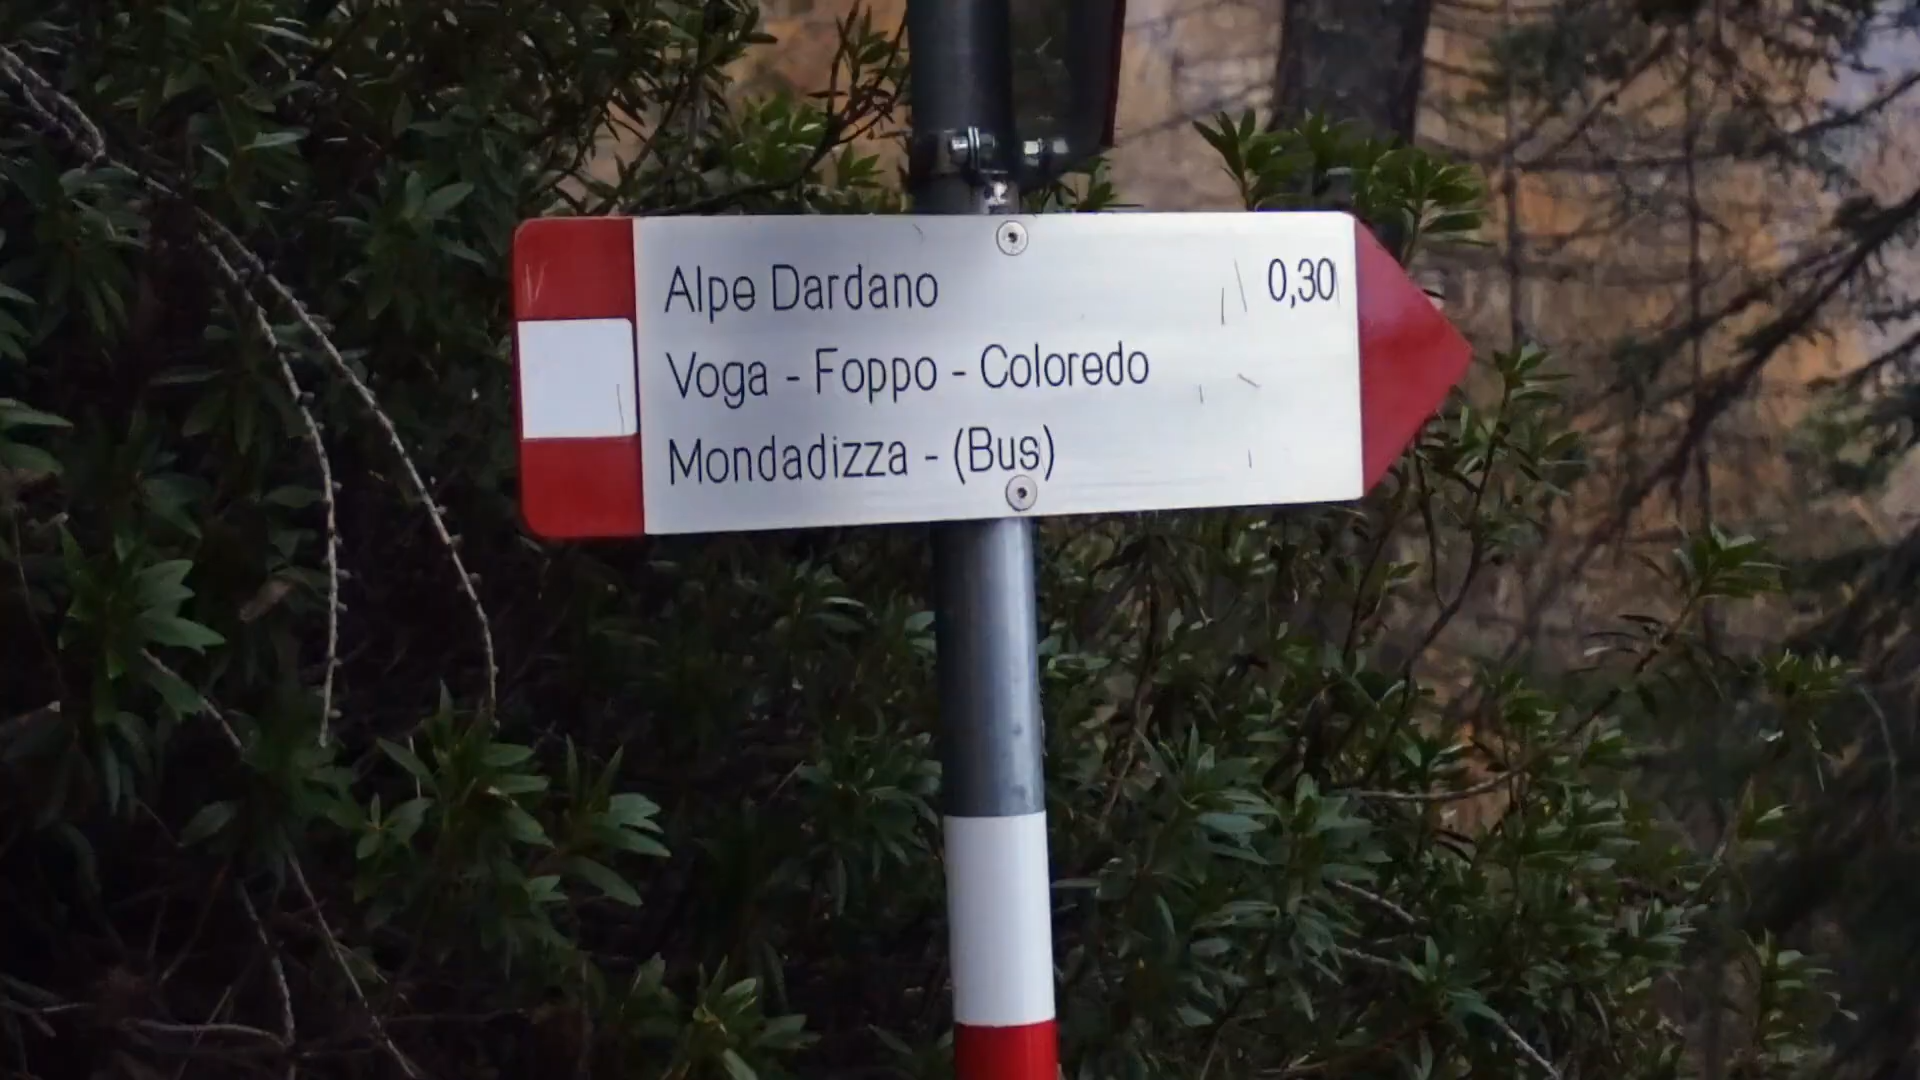 Alpe Dardano 0,30
Voga - Foppo - Coloredo
Mondadizza - (Bus)